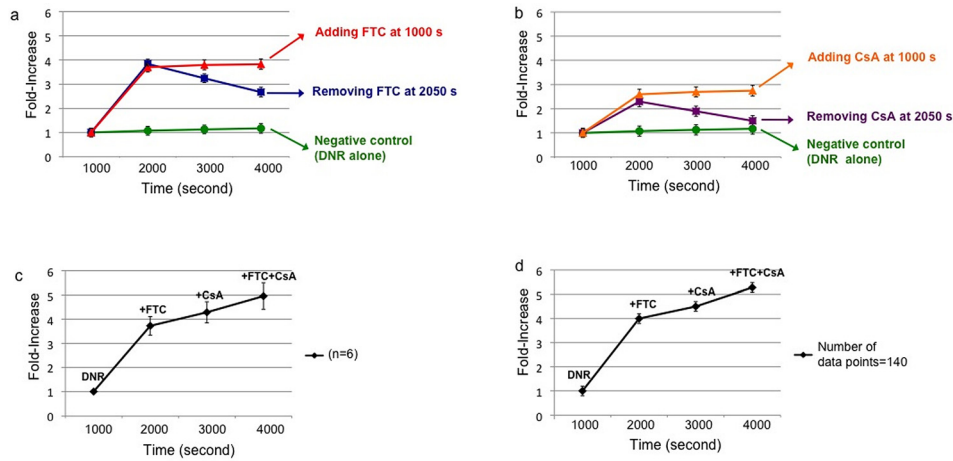 a
6
5
4
3
2
1
0
Fold-Increase
1000 2000 3000 4000
Time (second)
Adding FTC at 1000 s
Removing FTC at 2050 s
Negative control
(DNR alone)
b
6
5
4
3
2
1
0
Fold-Increase
1000 2000 3000 4000
Time (second)
Adding CsA at 1000 s
Removing CsA at 2050 s
Negative control
(DNR alone)
c
6
5
4
3
2
1
0
Fold-Increase
DNR
+FTC
+CsA
+FTC+CsA
1000 2000 3000 4000
Time (second)
(n=6)
d
6
5
4
3
2
1
0
Fold-Increase
DNR
+FTC
+CsA
+FTC+CsA
1000 2000 3000 4000
Time (second)
Number of
data points=140